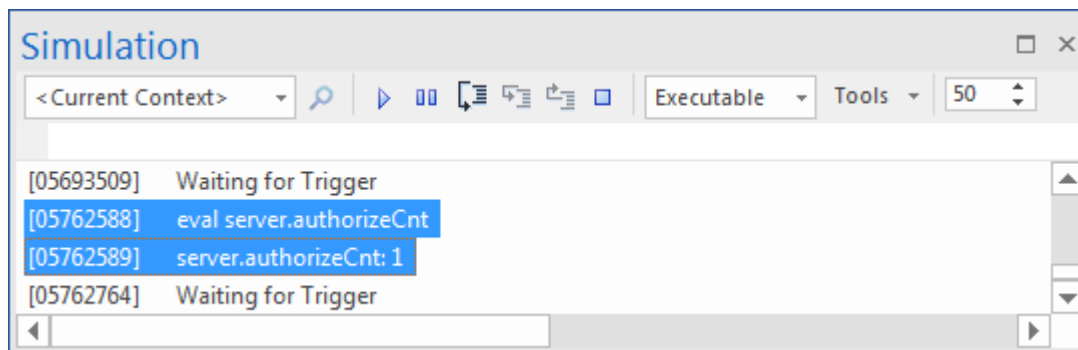 Simulation
<Current Context> Executable Tools 50
[05693509] Waiting for Trigger
[05762588] eval server.authorizeCnt
[05762589] server.authorizeCnt: 1
[05762764] Waiting for Trigger